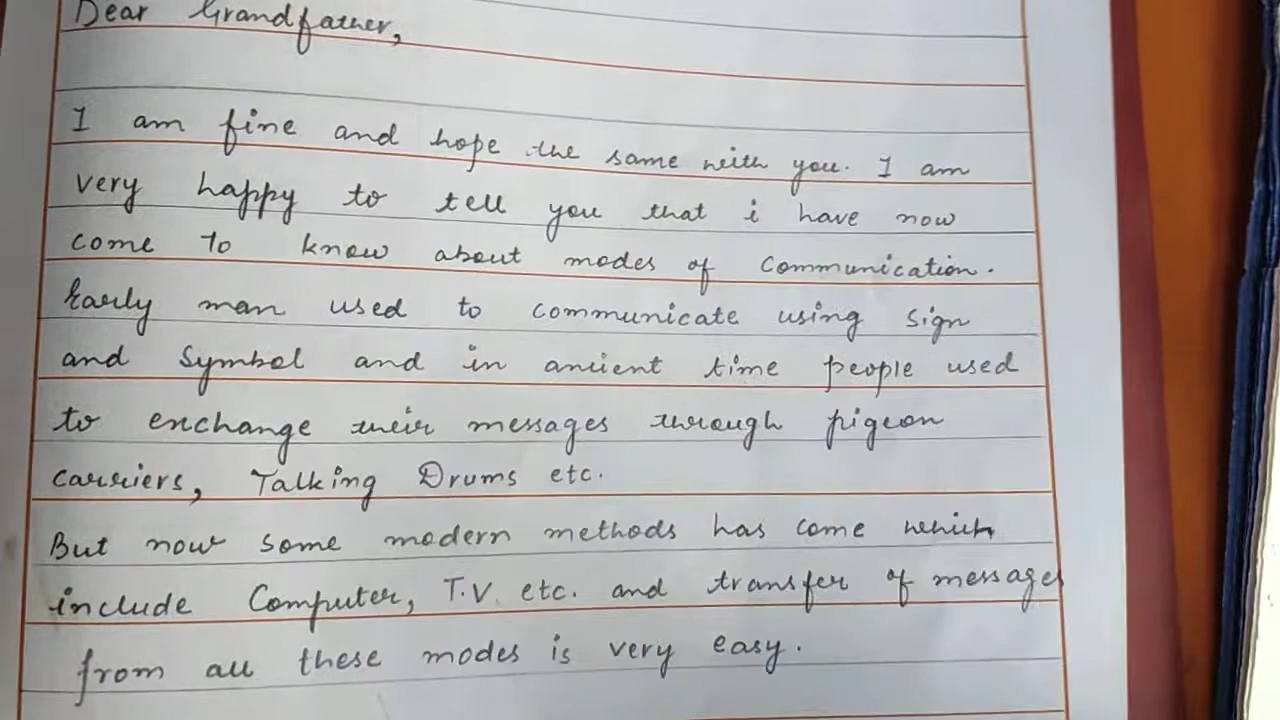 Dear Grandfather,
I am fine and hope the same with you. I am
very happy to tell you that i have now
come to know about modes of communication.
Early man used to communicate using sign
and symbol and in ancient time people used
to exchange their messages through pigeon
carriers, Talking Drums etc.
But now some modern methods has come which
include Computer, T.V. etc. and transfer of messages
from all these modes is very easy.